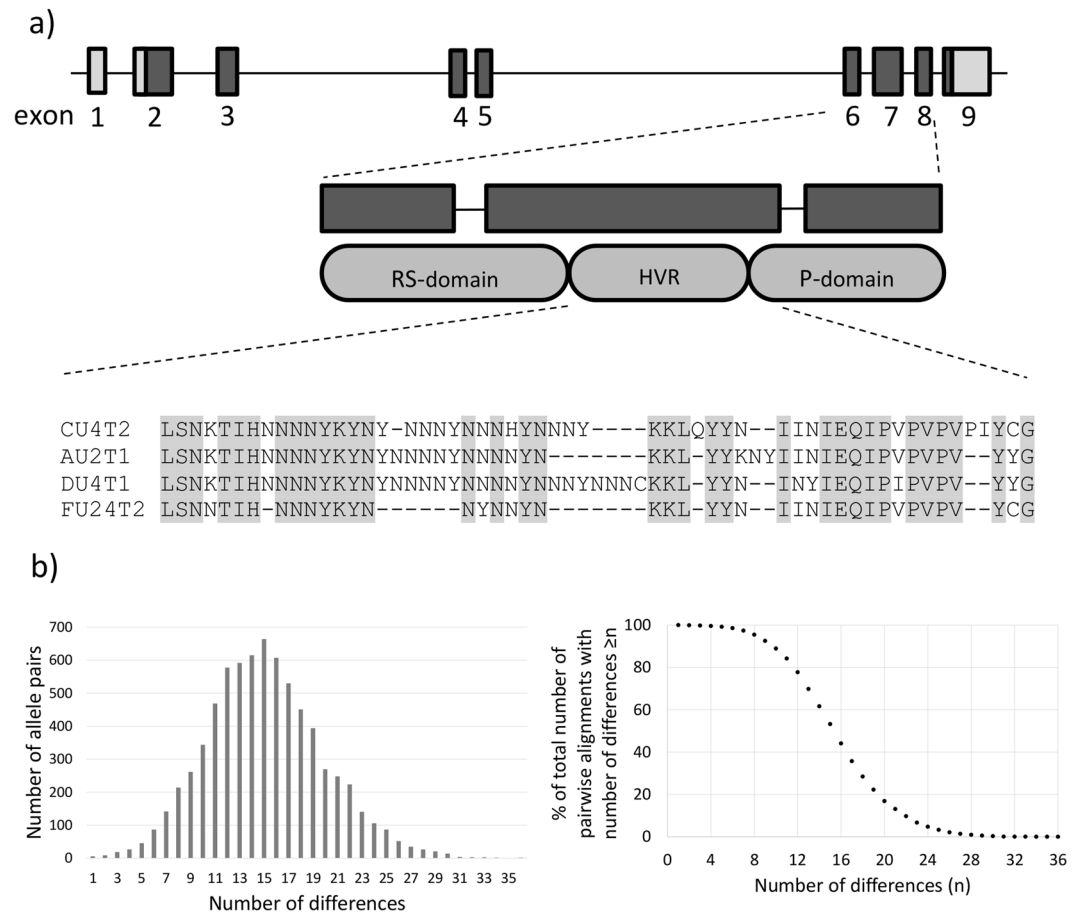 a)
exon 1 2 3 4 5 6 7 8 9
RS-domain HVR P-domain
CU4T2 LSNKTIHNNNNYKYNY-NNNYNNNHYNNNY----KKLQYYN--IINIEQIPVPVPVPIYCG
AU2T1 LSNKTIHNNNNYKYNYNNNNYNNNNYN-------KKL-YYKNYIINIEQIPVPVPV--YYG
DU4T1 LSNKTIHNNNNYKYNYNNNNYNNNNYNNNYNNNCKKL-YYN--INYIEQIPIPVPV--YYG
FU24T2 LSNNTIH-NNNYKYN------NYNNYN-------KKL-YYN--IINIEQIPVPVPV--YCG
b)
Number of allele pairs
700
600
500
400
300
200
100
0
1 3 5 7 9 11 13 15 17 19 21 23 25 27 29 31 33 35
Number of differences
% of total number of
pairwise alignments with
number of differences ≥n
100
80
60
40
20
0
0 4 8 12 16 20 24 28 32 36
Number of differences (n)